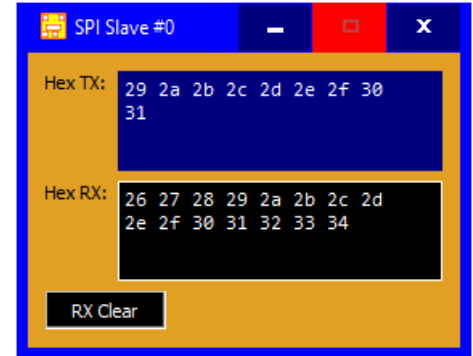 SPI Slave #0
Hex TX:
29 2a 2b 2c 2d 2e 2f 30
31
Hex RX:
26 27 28 29 2a 2b 2c 2d
2e 2f 30 31 32 33 34
RX Clear